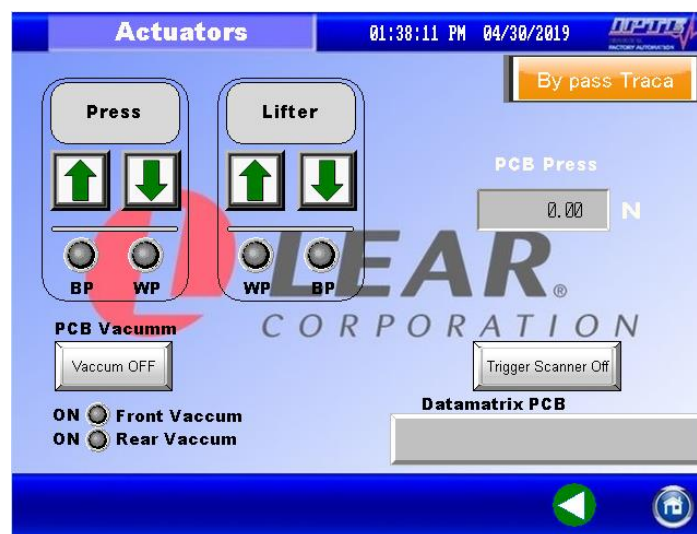 Actuators 01:38:11 PM 04/30/2019
FACTORY AUTOMATION
By pass Traca
Press Lifter
PCB Press
0.00 N
BP WP WP BP
LEAR®
CORPORATION
PCB Vacumm
Vaccum OFF Trigger Scanner Off
Datamatrix PCB
ON Front Vaccum
ON Rear Vaccum